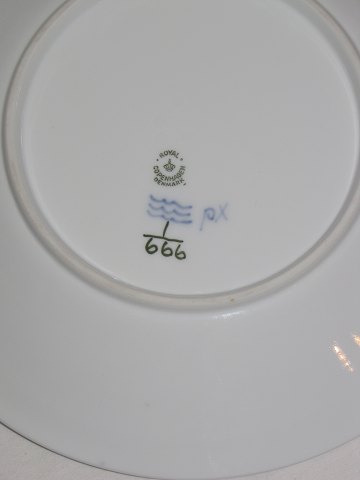 ROYAL
COPENHAGEN
DENMARK
px
1
666